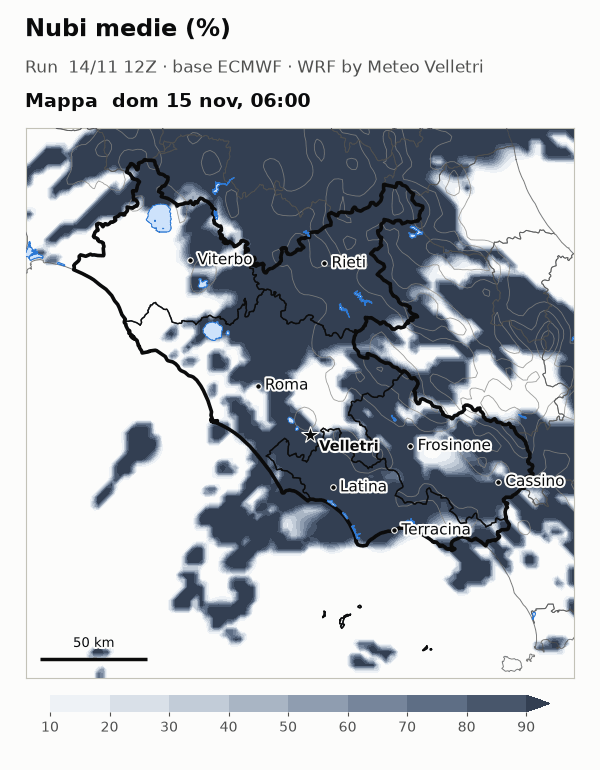 Nubi medie (%)
Run 14/11 12Z · base ECMWF · WRF by Meteo Velletri
Mappa dom 15 nov, 06:00
Viterbo
Rieti
Roma
Velletri
Frosinone
Cassino
Latina
Terracina
50 km
10 20 30 40 50 60 70 80 90